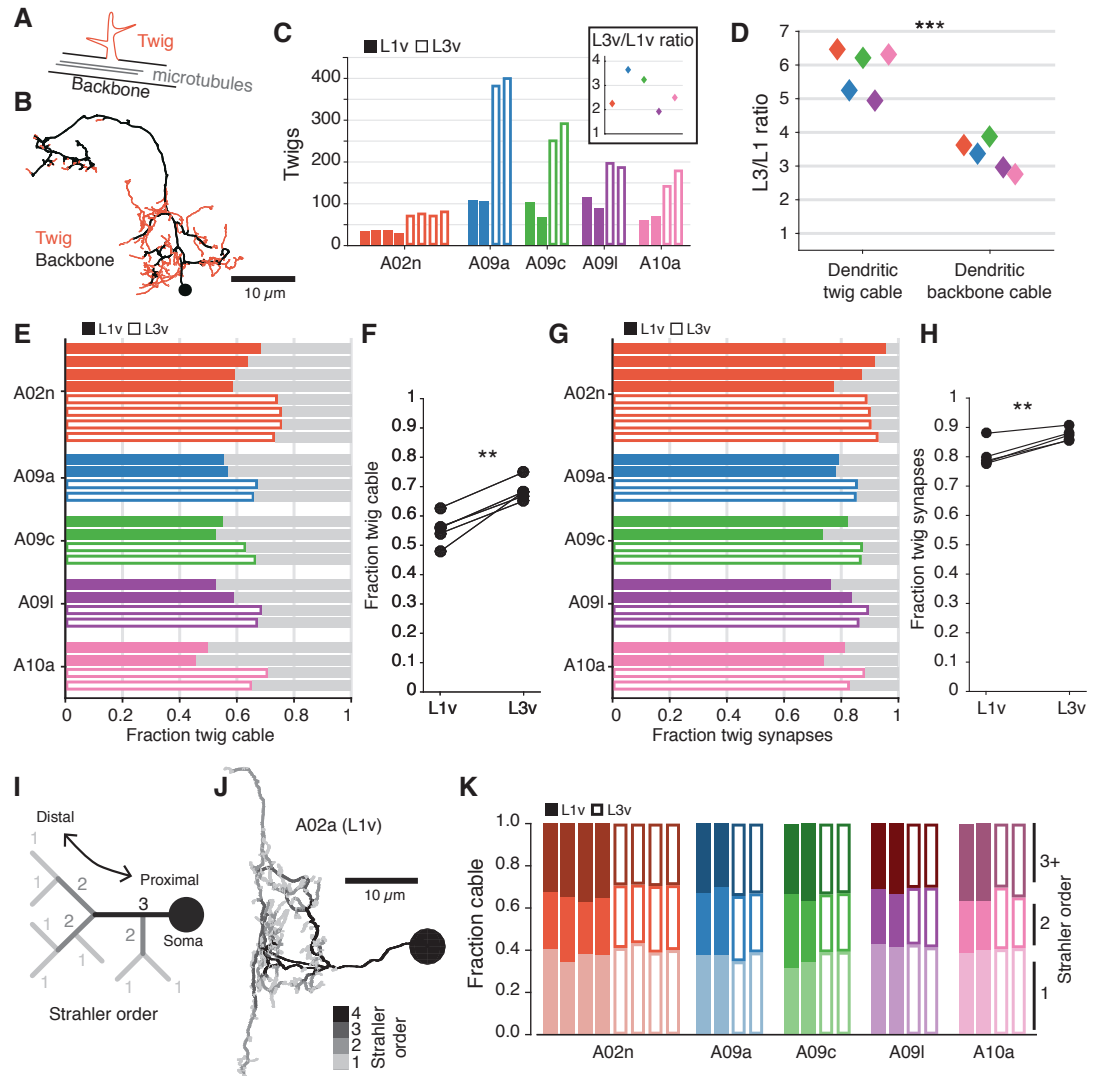 A
Twig
microtubules
Backbone
B
Twig
Backbone
10 µm
C
L1v L3v
Twigs
400
300
200
100
0
A02n A09a A09c A09l A10a
L3v/L1v ratio
4
3
2
1
D
***
L3/L1 ratio
7
6
5
4
3
2
1
Dendritic
twig cable
Dendritic
backbone cable
E
L1v L3v
A02n
A09a
A09c
A09l
A10a
0 0.2 0.4 0.6 0.8 1
Fraction twig cable
F
**
Fraction twig cable
1
0.9
0.8
0.7
0.6
0.5
0.4
0.3
0.2
0.1
0
L1v L3v
G
L1v L3v
A02n
A09a
A09c
A09l
A10a
0 0.2 0.4 0.6 0.8 1
Fraction twig synapses
H
**
Fraction twig synapses
1
0.9
0.8
0.7
0.6
0.5
0.4
0.3
0.2
0.1
0
L1v L3v
I
Distal
Proximal
1
1
2
3
1
2
2
Soma
1
1
1
1
Strahler order
J
A02a (L1v)
10 µm
4
3
2
1
Strahler
order
K
L1v L3v
Fraction cable
1.0
0.8
0.6
0.4
0.2
0.0
A02n A09a A09c A09l A10a
3+
2
1
Strahler order